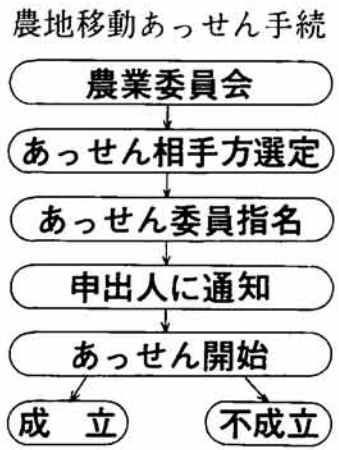 農地移動あっせん手続
農業委員会
あっせん相手方選定
あっせん委員指名
申出人に通知
あっせん開始
成　立
不成立